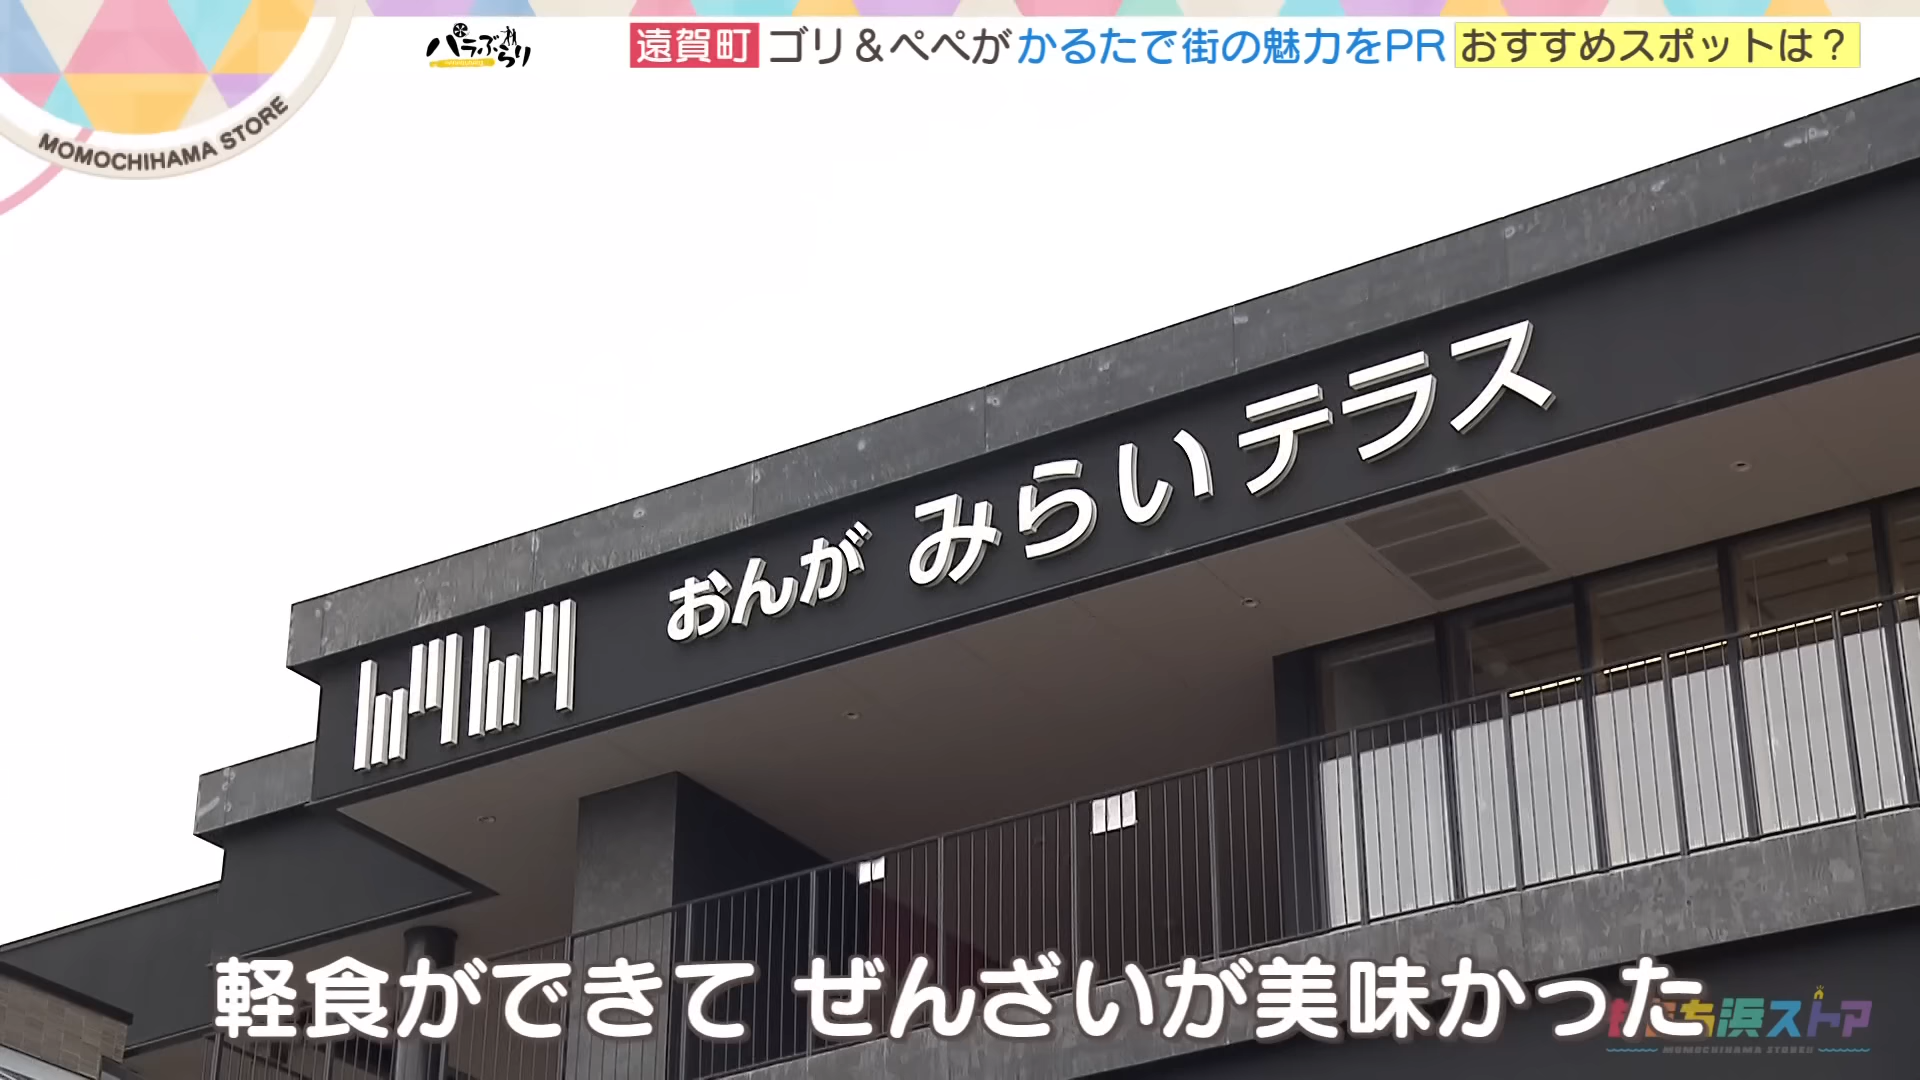 パラぶらり
遠賀町 ゴリ＆ペペがかるたで街の魅力をPR おすすめスポットは？
MOMOCHIHAMA STORE
おんが みらいテラス
軽食ができて ぜんざいが美味かった
ももち浜ストア
MOMOCHIHAMA STORE